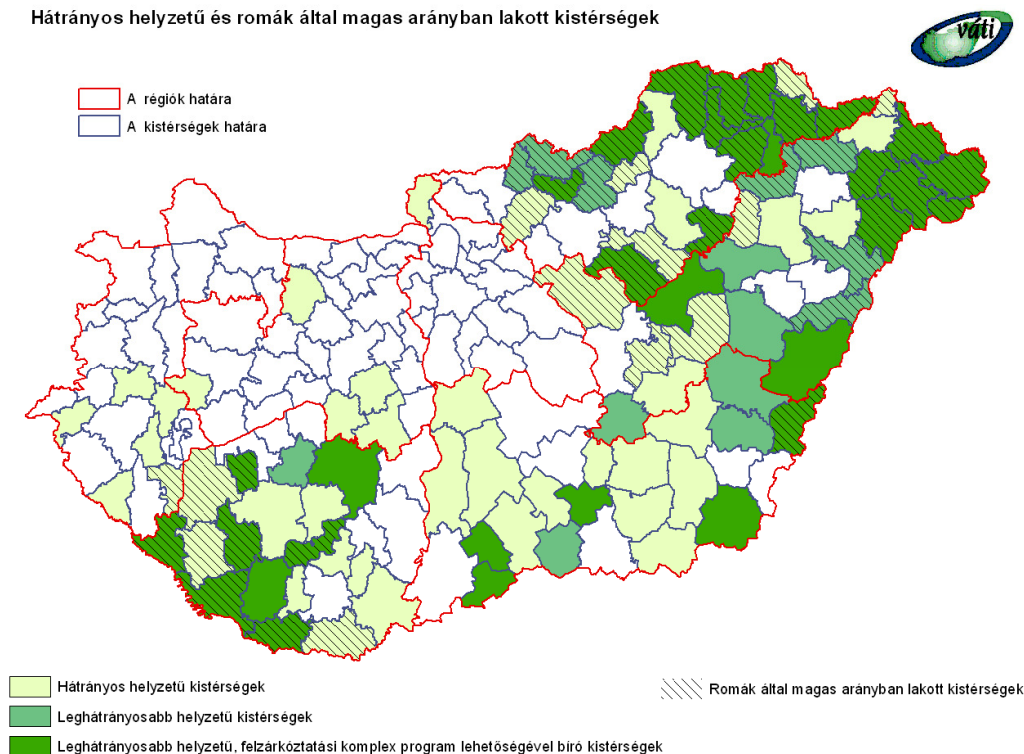 Hátrányos helyzetű és romák által magas arányban lakott kistérségek
váti
A régiók határa
A kistérségek határa
Hátrányos helyzetű kistérségek
Romák által magas arányban lakott kistérségek
Leghátrányosabb helyzetű kistérségek
Leghátrányosabb helyzetű, felzárkóztatási komplex program lehetőségével bíró kistérségek